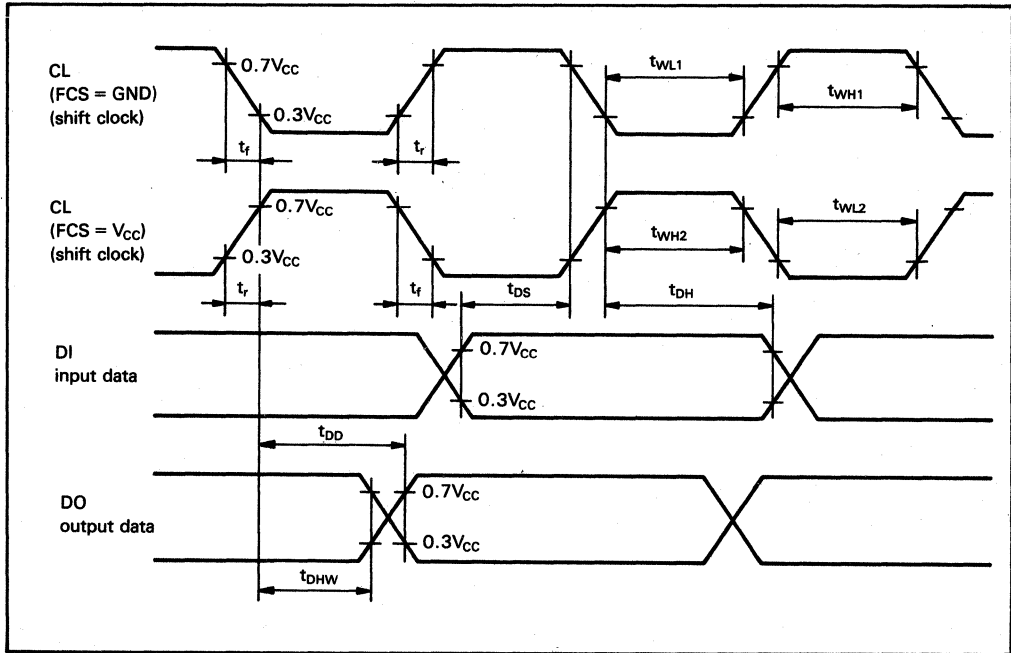 CL
(FCS = GND)
(shift clock)
0.7VCC
0.3VCC
tf
tr
tWL1
tWH1
CL
(FCS = VCC)
(shift clock)
0.7VCC
0.3VCC
tr
tf
tWH2
tWL2
tDS
tDH
DI
input data
0.7VCC
0.3VCC
tDD
DO
output data
0.7VCC
0.3VCC
tDHW